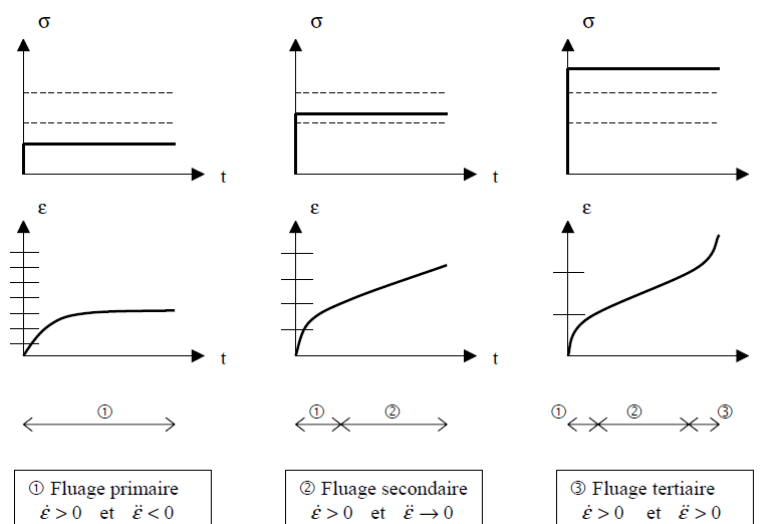 σ
σ
σ
t
t
ε
ε
ε
t
t
①
① ②
① ② ③
① Fluage primaire
ε̇ > 0 et ε̈ < 0
② Fluage secondaire
ε̇ > 0 et ε̈ → 0
③ Fluage tertiaire
ε̇ > 0 et ε̈ > 0